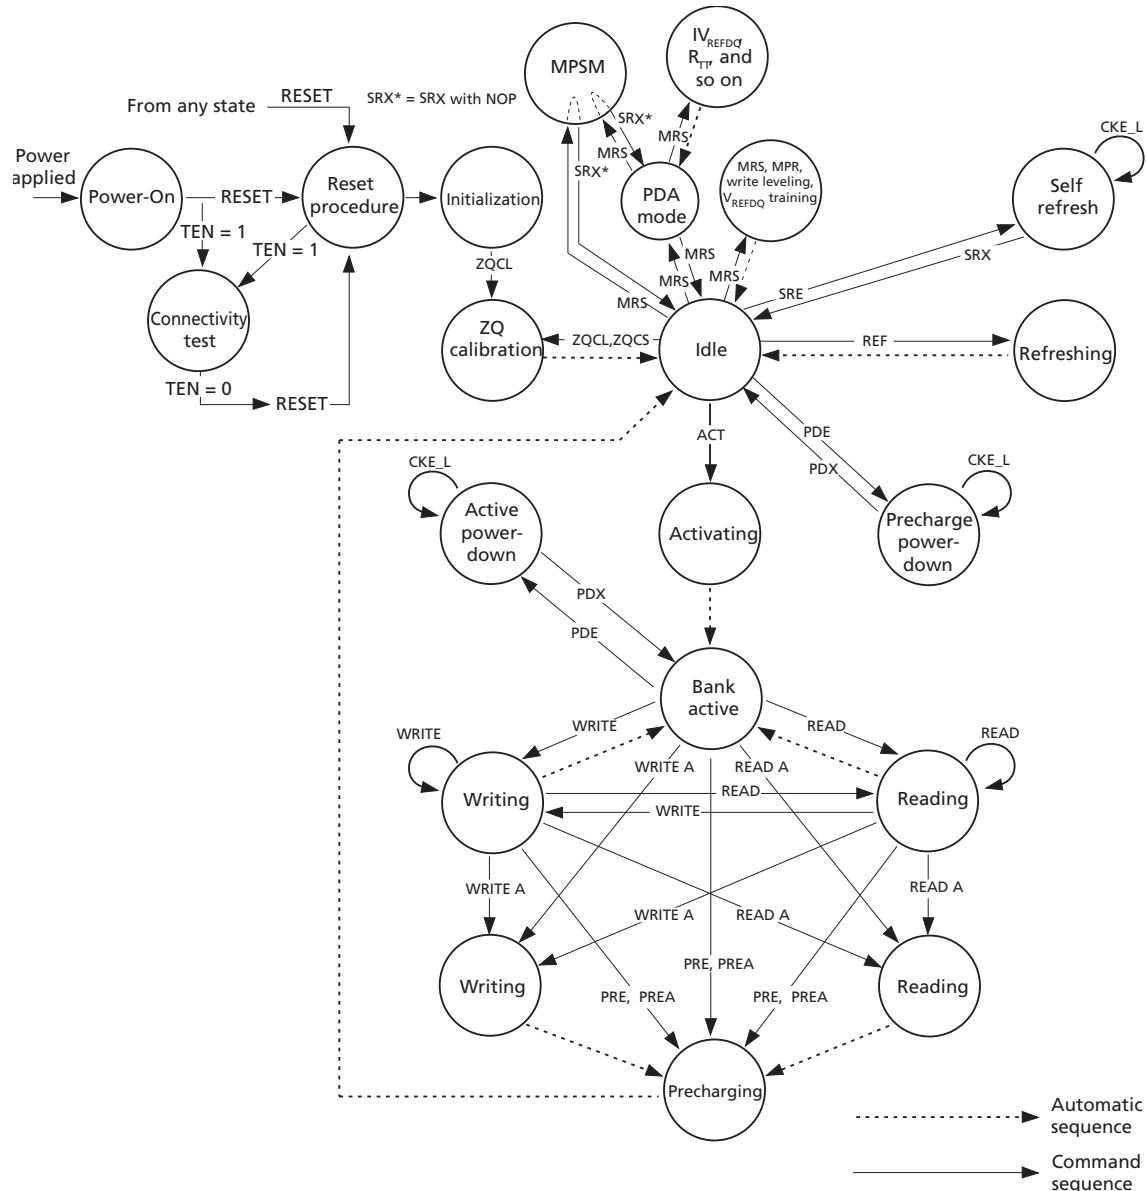 MPSM
IV_REFDQ,
R_TT, and
so on
From any state
RESET
SRX* = SRX with NOP
SRX*
MRS
MRS
SRX*
CKE_L
Power
applied
Power-On
RESET
Reset
procedure
Initialization
PDA
mode
MRS, MPR,
write leveling,
V_REFDQ training
Self
refresh
TEN = 1
TEN = 1
ZQCL
MRS
MRS
MRS
MRS
SRE
SRX
Connectivity
test
ZQ
calibration
ZQCL,ZQCS
Idle
REF
Refreshing
TEN = 0
RESET
ACT
PDE
PDX
CKE_L
CKE_L
Active
power-
down
Activating
Precharge
power-
down
PDX
PDE
Bank
active
WRITE
WRITE
READ
READ
WRITE A
READ A
Writing
READ
WRITE
Reading
WRITE A
READ A
WRITE A
READ A
Writing
PRE, PREA
Reading
PRE, PREA
PRE, PREA
Precharging
Automatic
sequence
Command
sequence